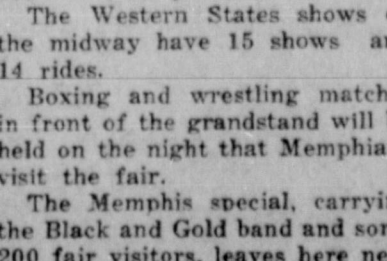 The Western States shows
the midway have 15 shows
14 rides.
Boxing and wrestling match
in front of the grandstand will
held on the night that Memphia
visit the fair.
The Memphis special, carryi
the Black and Gold band and
200 fair visitors, leaves here